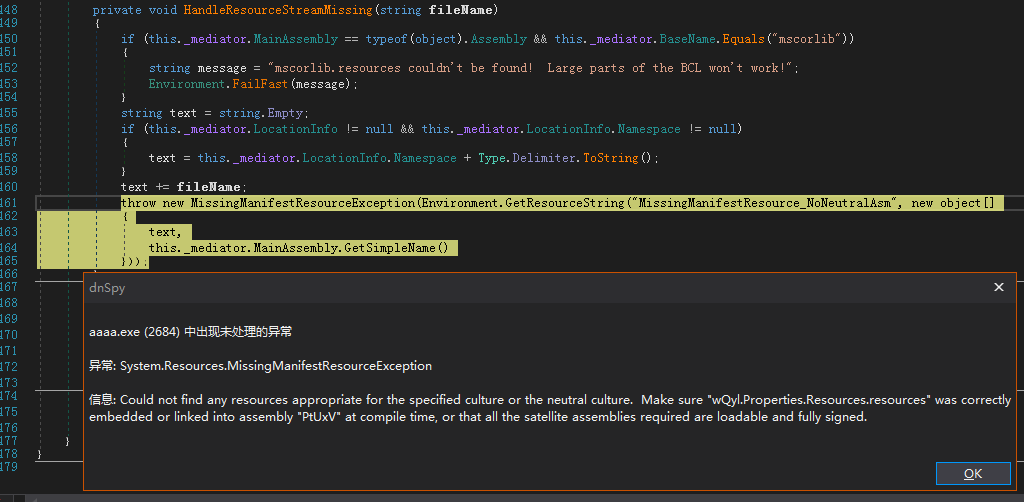 148 private void HandleResourceStreamMissing(string fileName)
149 {
150 if (this._mediator.MainAssembly == typeof(object).Assembly && this._mediator.BaseName.Equals("mscorlib"))
151 {
152 string message = "mscorlib.resources couldn't be found!  Large parts of the BCL won't work!";
153 Environment.FailFast(message);
154 }
155 string text = string.Empty;
156 if (this._mediator.LocationInfo != null && this._mediator.LocationInfo.Namespace != null)
157 {
158 text = this._mediator.LocationInfo.Namespace + Type.Delimiter.ToString();
159 }
160 text += fileName;
161 throw new MissingManifestResourceException(Environment.GetResourceString("MissingManifestResource_NoNeutralAsm", new object[]
162 {
163 text,
164 this._mediator.MainAssembly.GetSimpleName()
165 }));
166
167
168
169
170
171
172
173
174
175
176
177 }
178 }
179
dnSpy
aaaa.exe (2684) 中出现未处理的异常
异常: System.Resources.MissingManifestResourceException
信息: Could not find any resources appropriate for the specified culture or the neutral culture.  Make sure "wQyl.Properties.Resources.resources" was correctly
embedded or linked into assembly "PtUxV" at compile time, or that all the satellite assemblies required are loadable and fully signed.
OK